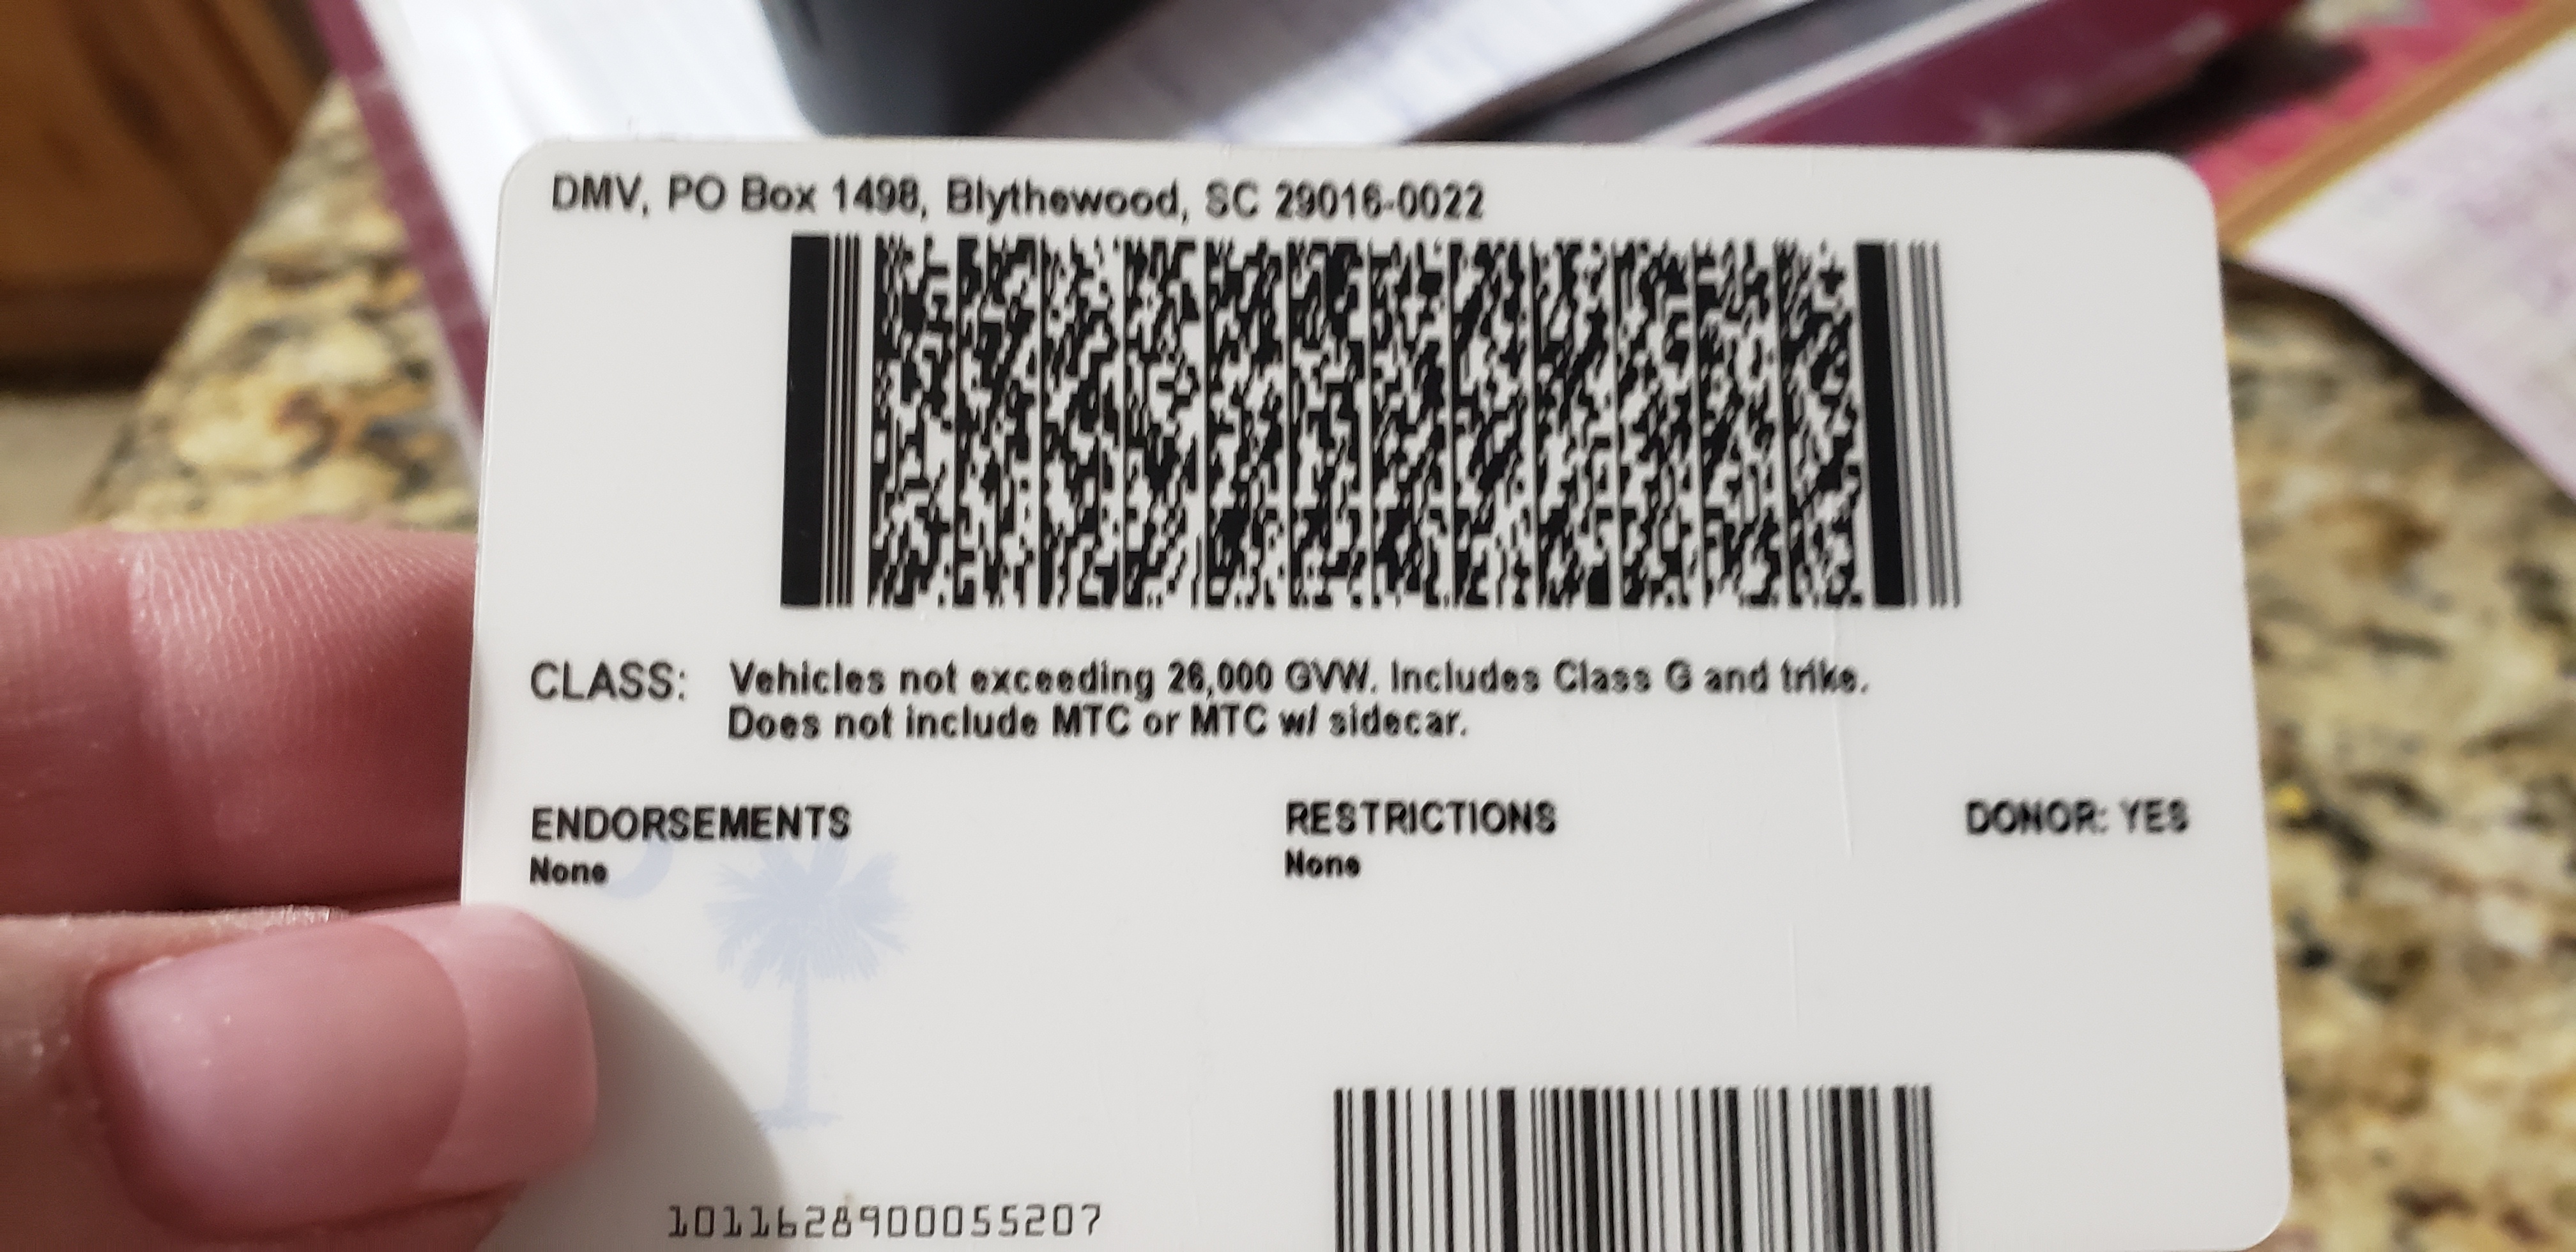 DMV, PO Box 1498, Blythewood, SC 29016-0022
CLASS: Vehicles not exceeding 26,000 GVW. Includes Class G and trike.
Does not include MTC or MTC w/ sidecar.
ENDORSEMENTS RESTRICTIONS DONOR: YES
None None
1011628900055207